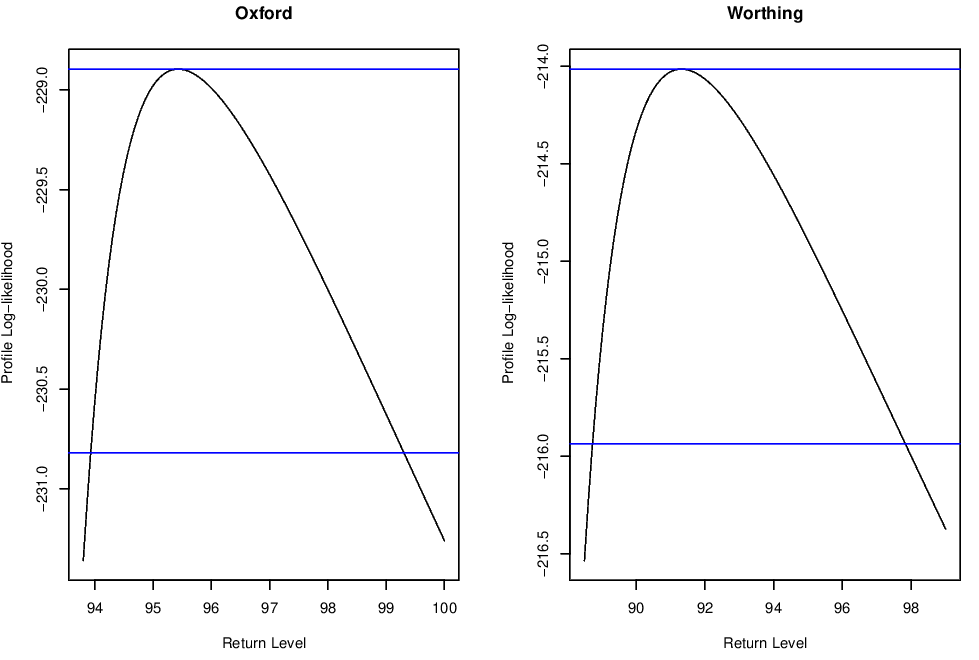 Oxford
Profile Log−likelihood
−229.0
−229.5
−230.0
−230.5
−231.0
94 95 96 97 98 99 100
Return Level
Worthing
Profile Log−likelihood
−214.0
−214.5
−215.0
−215.5
−216.0
−216.5
90 92 94 96 98
Return Level